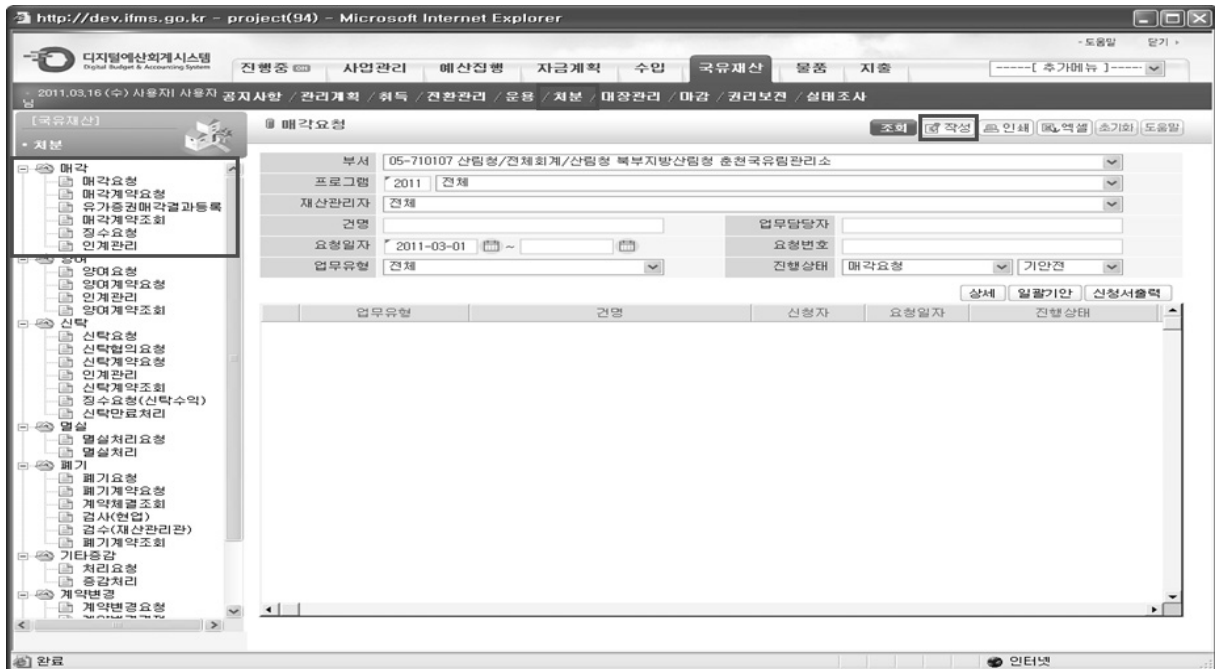 http://dev.ifms.go.kr - project(94) - Microsoft Internet Explorer
- 도움말 닫기
디지털예산회계시스템
Digital Budget & Accounting System
진행중 사업관리 예산집행 자금계획 수입 국유재산 물품 지출 -----[ 추가메뉴 ]-----
2011.03.16 (수) 사용자 사용자님
공지사항 / 관리계획 / 취득 / 전환관리 / 운용 / 처분 / 대장관리 / 마감 / 권리보전 / 실태조사
[국유재산]
• 처분
매각
매각요청
매각계약요청
유가증권매각결과등록
매각계약조회
징수요청
인계관리
양여
양여요청
양여계약요청
인계관리
양여계약조회
신탁
신탁요청
신탁협의요청
신탁계약요청
인계관리
신탁계약조회
징수요청(신탁수익)
신탁만료처리
멸실
멸실처리요청
멸실처리
폐기
폐기요청
폐기계약요청
계약체결조회
검사(현업)
검수(재산관리관)
폐기계약조회
기타증감
처리요청
증감처리
계약변경
계약변경요청
매각요청
조회 작성 인쇄 엑셀 초기화 도움말
부서 05-710107 산림청/전체회계/산림청 북부지방산림청 춘천국유림관리소
프로그램 2011 전체
재산관리자 전체
건명 업무담당자
요청일자 2011-03-01 ~ 요청번호
업무유형 전체 진행상태 매각요청 기안전
상세 일괄기안 신청서출력
업무유형 건명 신청자 요청일자 진행상태
완료 인터넷